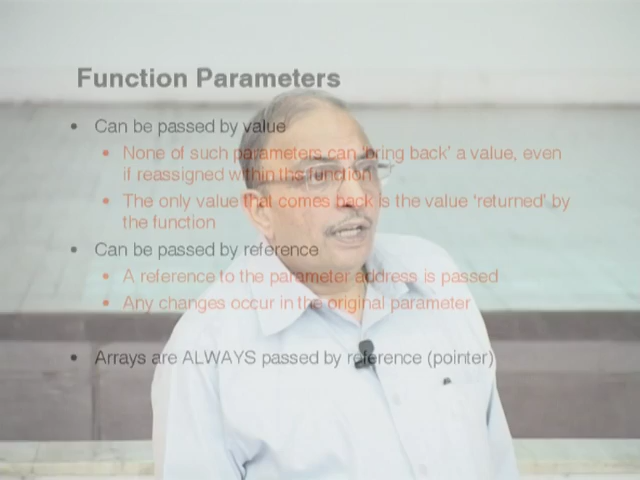 Function Parameters
• Can be passed by value
• None of such parameters can 'bring back' a value, even
if reassigned within the function
• The only value that comes back is the value 'returned' by
the function
• Can be passed by reference
• A reference to the parameter address is passed
• Any changes occur in the original parameter
• Arrays are ALWAYS passed by reference (pointer)